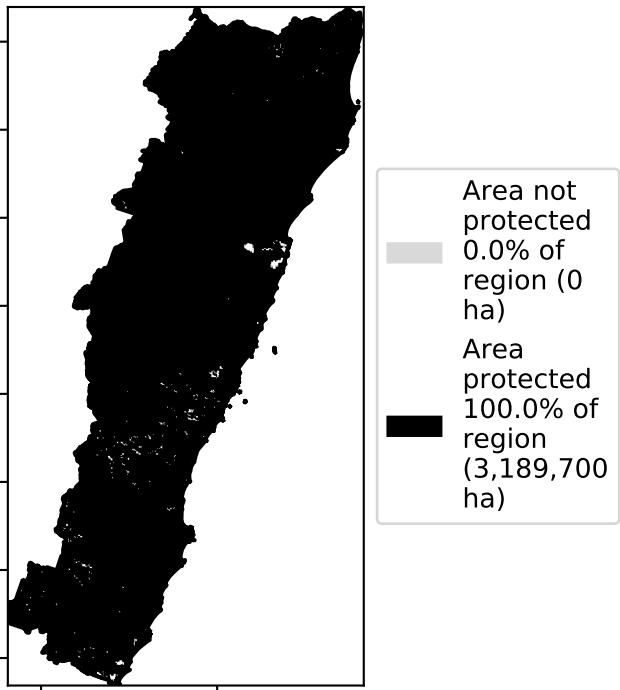 Area not
protected
0.0% of
region (0
ha)
Area
protected
100.0% of
region
(3,189,700
ha)